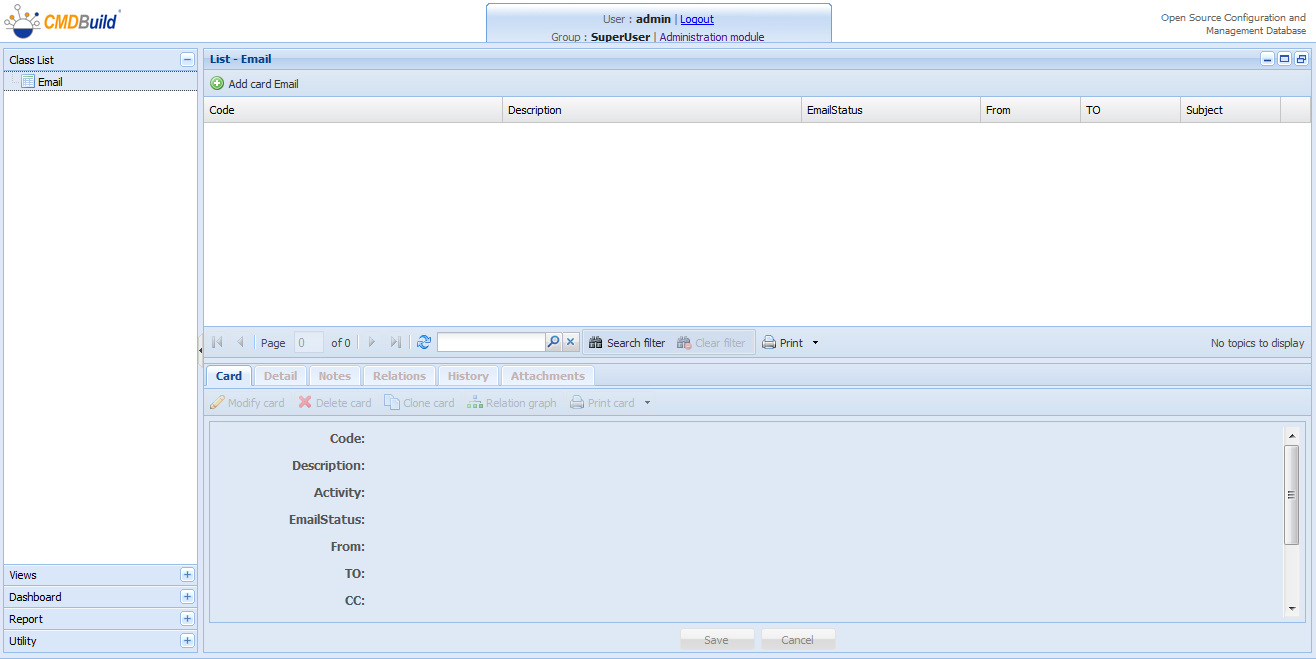 CMDBuild
User : admin | Logout
Group : SuperUser | Administration module
Open Source Configuration and
Management Database
Class List
Email
List - Email
Add card Email
Code Description EmailStatus From TO Subject
Page 0 of 0 Search filter Clear filter Print No topics to display
Card Detail Notes Relations History Attachments
Modify card Delete card Clone card Relation graph Print card
Code:
Description:
Activity:
EmailStatus:
From:
TO:
CC:
Views
Dashboard
Report
Utility
Save Cancel